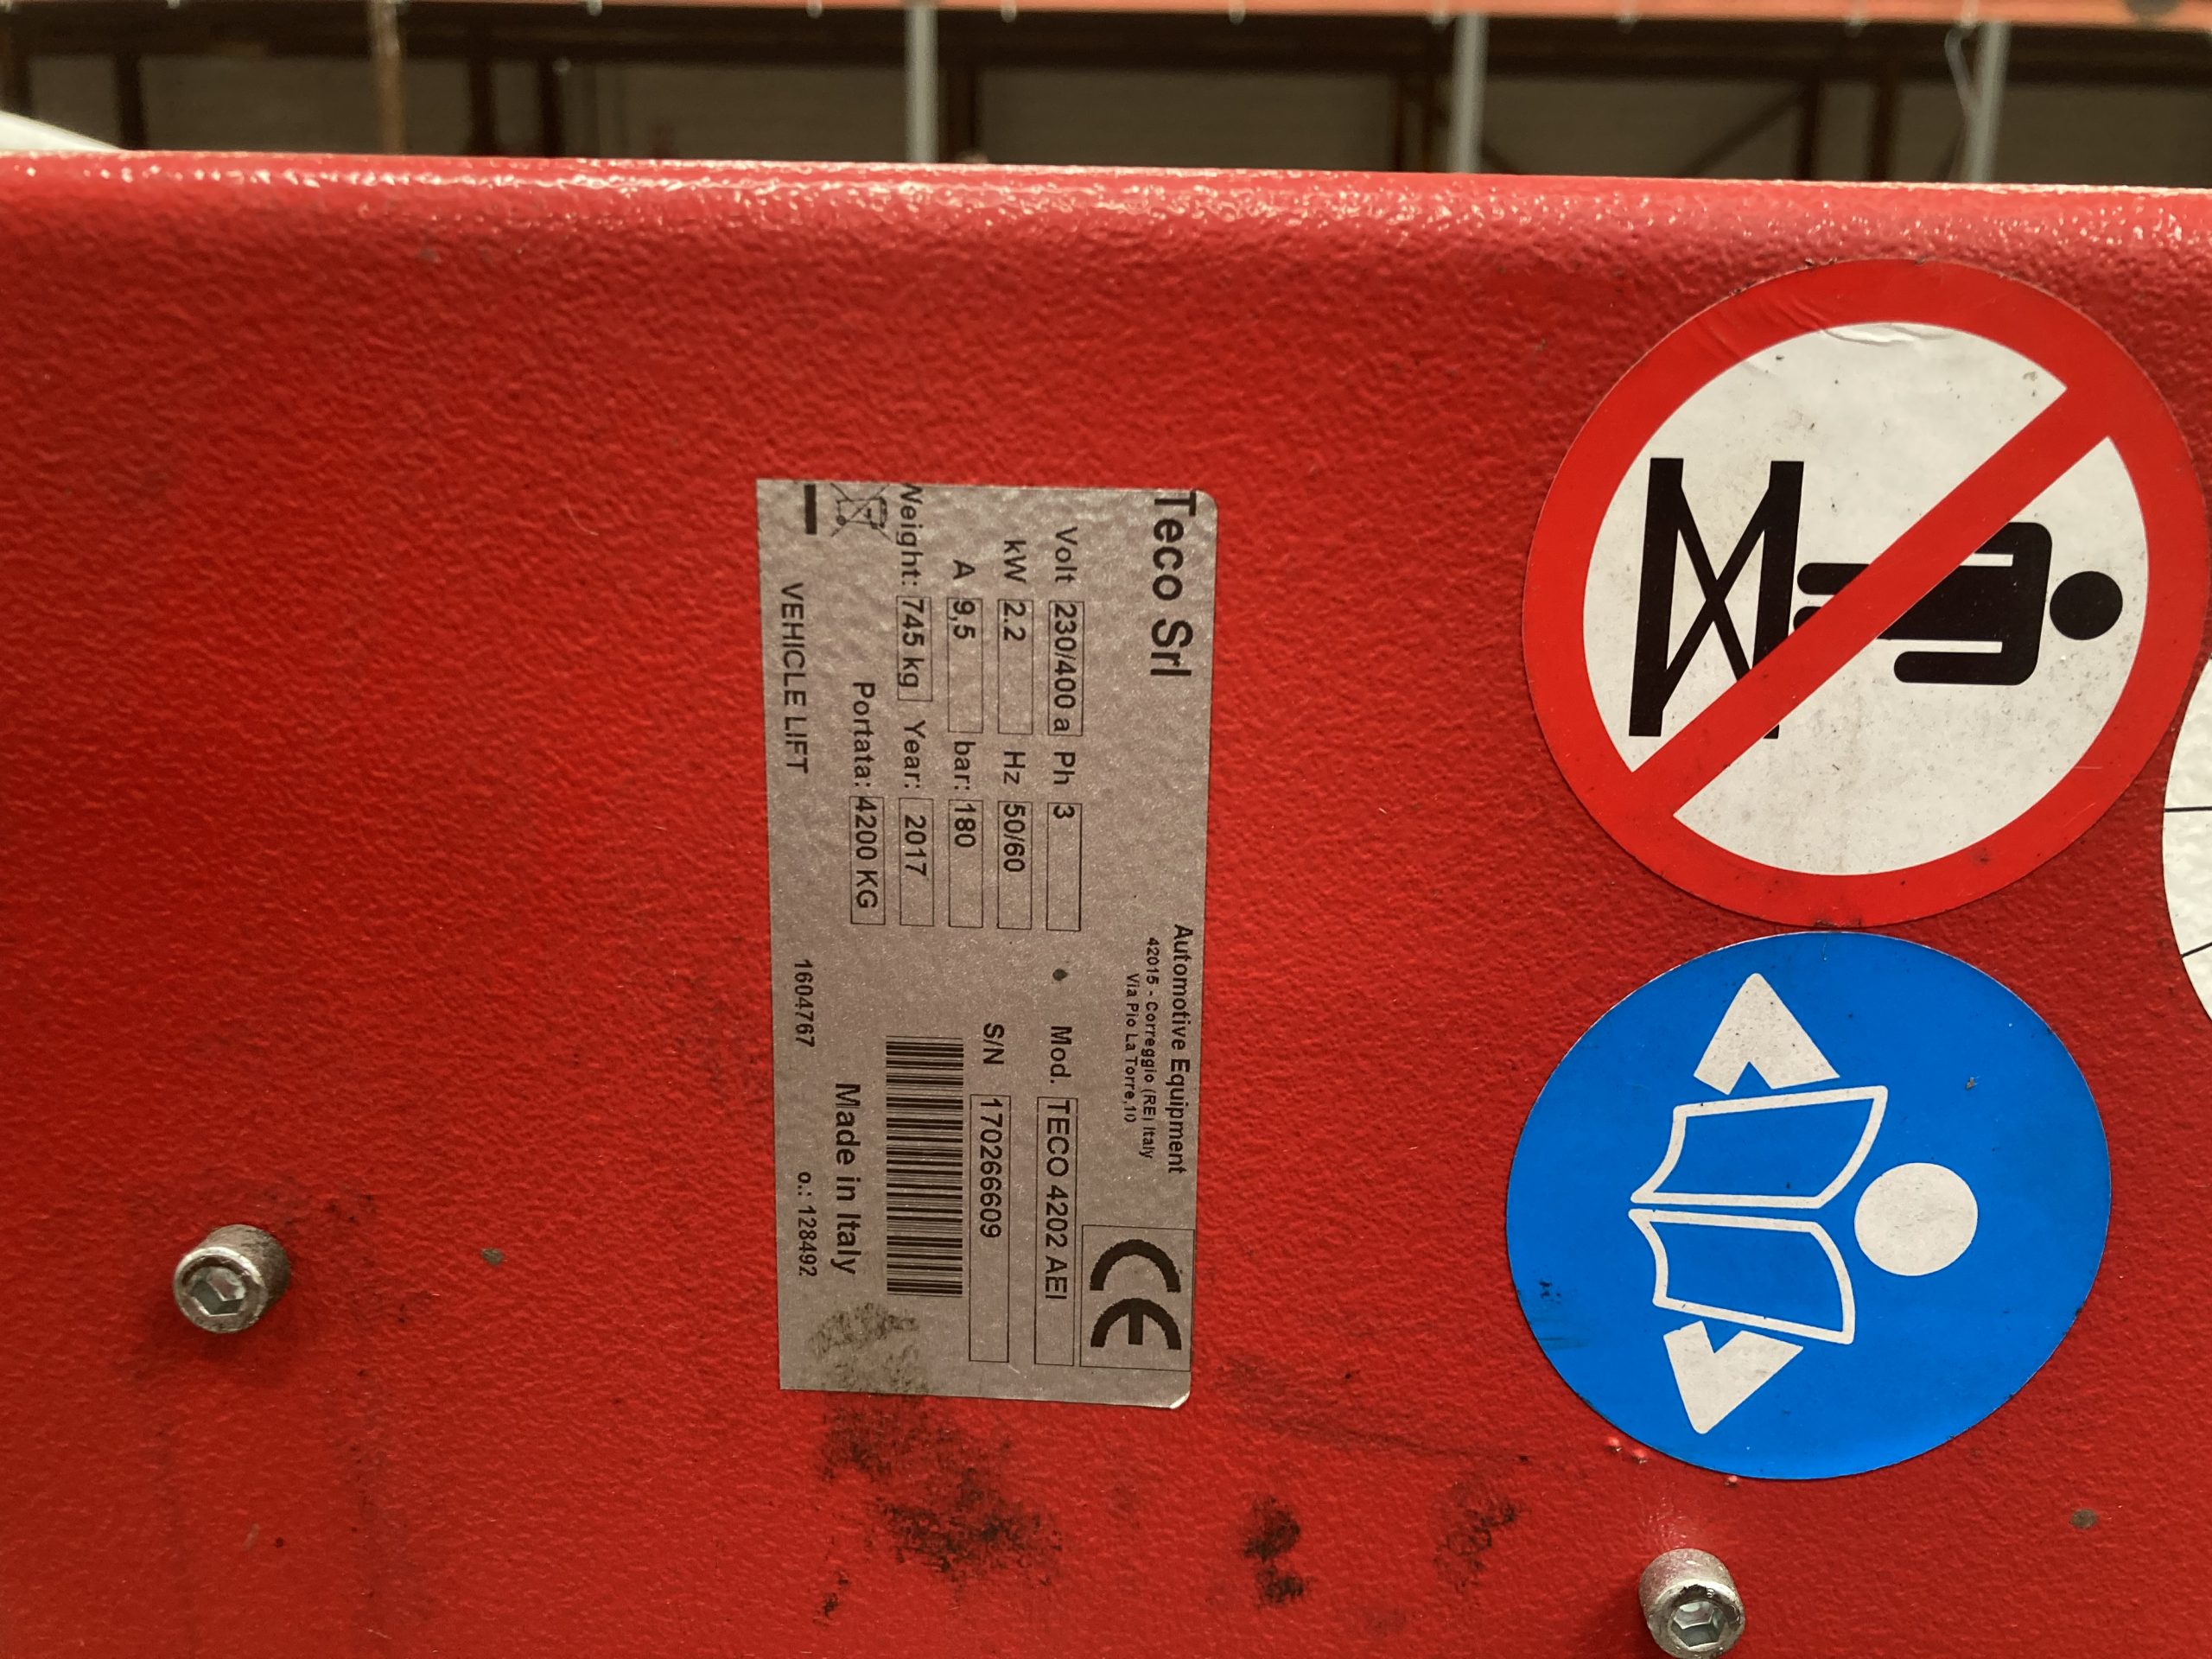 Teco Srl
Automotive Equipment
42015 - Correggio (RE) Italy
Via Pio La Torre,10
CE
Volt 230/400 a Ph 3
kW 2.2 Hz 50/60
A 9,5 bar: 180
Weight: 745 kg Year: 2017
Portata: 4200 KG
Mod. TECO 4202 AEI
S/N 170266609
Made in Italy
VEHICLE LIFT 1604767 o.: 128492